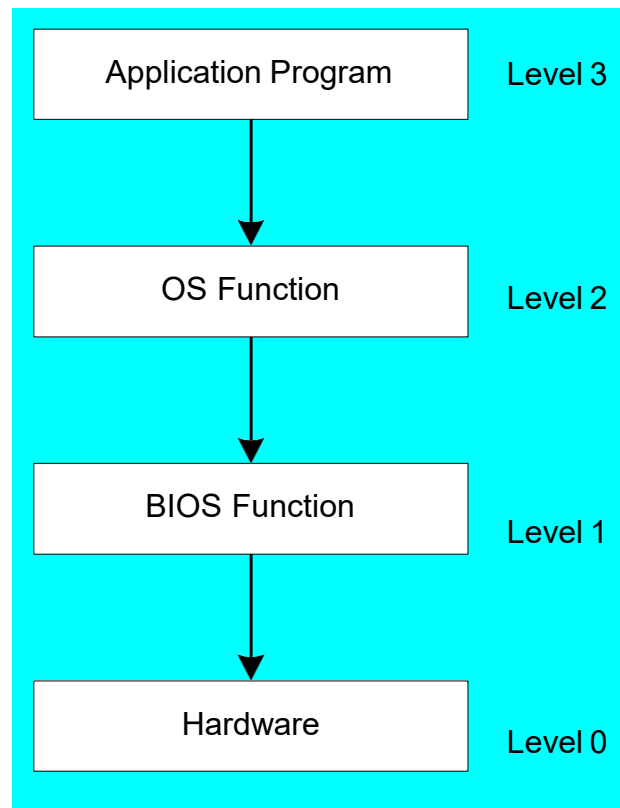 Application Program
Level 3
OS Function
Level 2
BIOS Function
Level 1
Hardware
Level 0